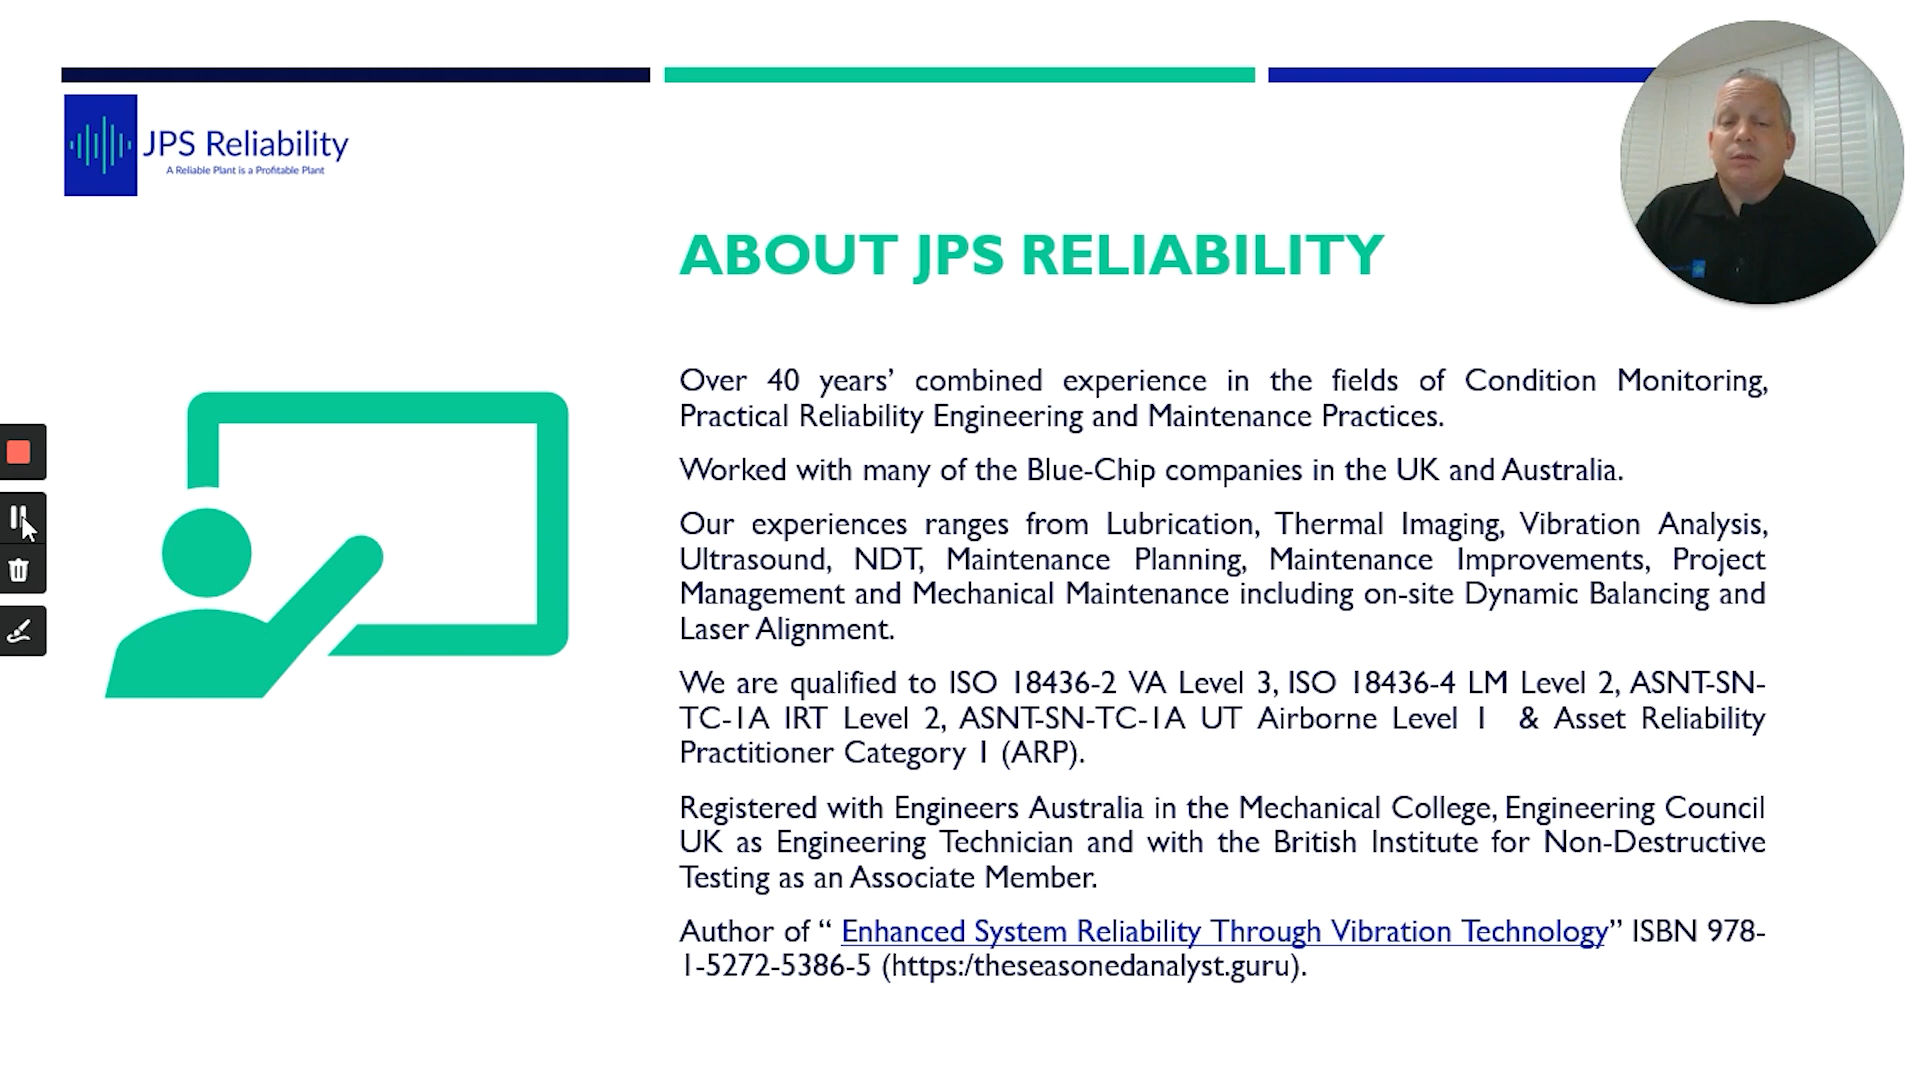 JPS Reliability
A Reliable Plant is a Profitable Plant
ABOUT JPS RELIABILITY
Over 40 years’ combined experience in the fields of Condition Monitoring,
Practical Reliability Engineering and Maintenance Practices.
Worked with many of the Blue-Chip companies in the UK and Australia.
Our experiences ranges from Lubrication, Thermal Imaging, Vibration Analysis,
Ultrasound, NDT, Maintenance Planning, Maintenance Improvements, Project
Management and Mechanical Maintenance including on-site Dynamic Balancing and
Laser Alignment.
We are qualified to ISO 18436-2 VA Level 3, ISO 18436-4 LM Level 2, ASNT-SN-
TC-1A IRT Level 2, ASNT-SN-TC-1A UT Airborne Level 1 & Asset Reliability
Practitioner Category 1 (ARP).
Registered with Engineers Australia in the Mechanical College, Engineering Council
UK as Engineering Technician and with the British Institute for Non-Destructive
Testing as an Associate Member.
Author of “ Enhanced System Reliability Through Vibration Technology” ISBN 978-
1-5272-5386-5 (https:/theseasonedanalyst.guru).